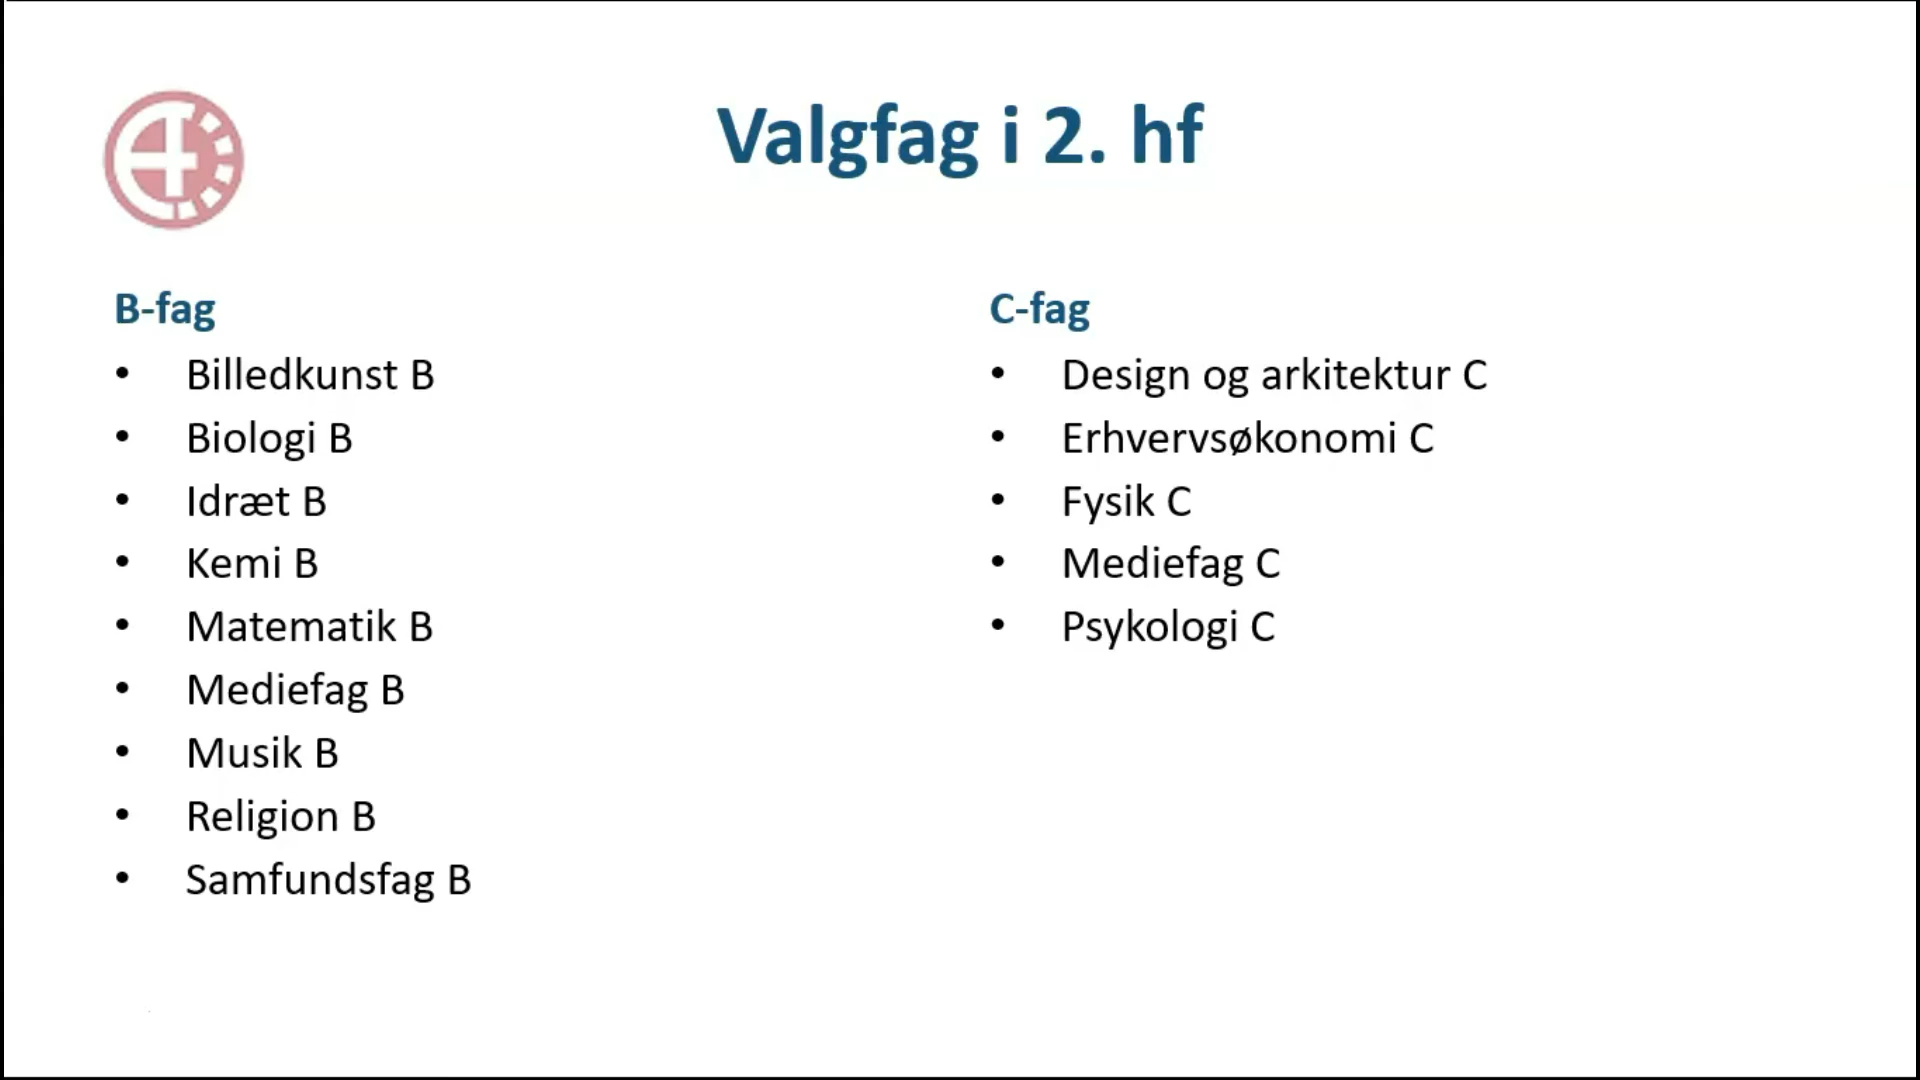 Valgfag i 2. hf
B-fag
• Billedkunst B
• Biologi B
• Idræt B
• Kemi B
• Matematik B
• Mediefag B
• Musik B
• Religion B
• Samfundsfag B
C-fag
• Design og arkitektur C
• Erhvervsøkonomi C
• Fysik C
• Mediefag C
• Psykologi C